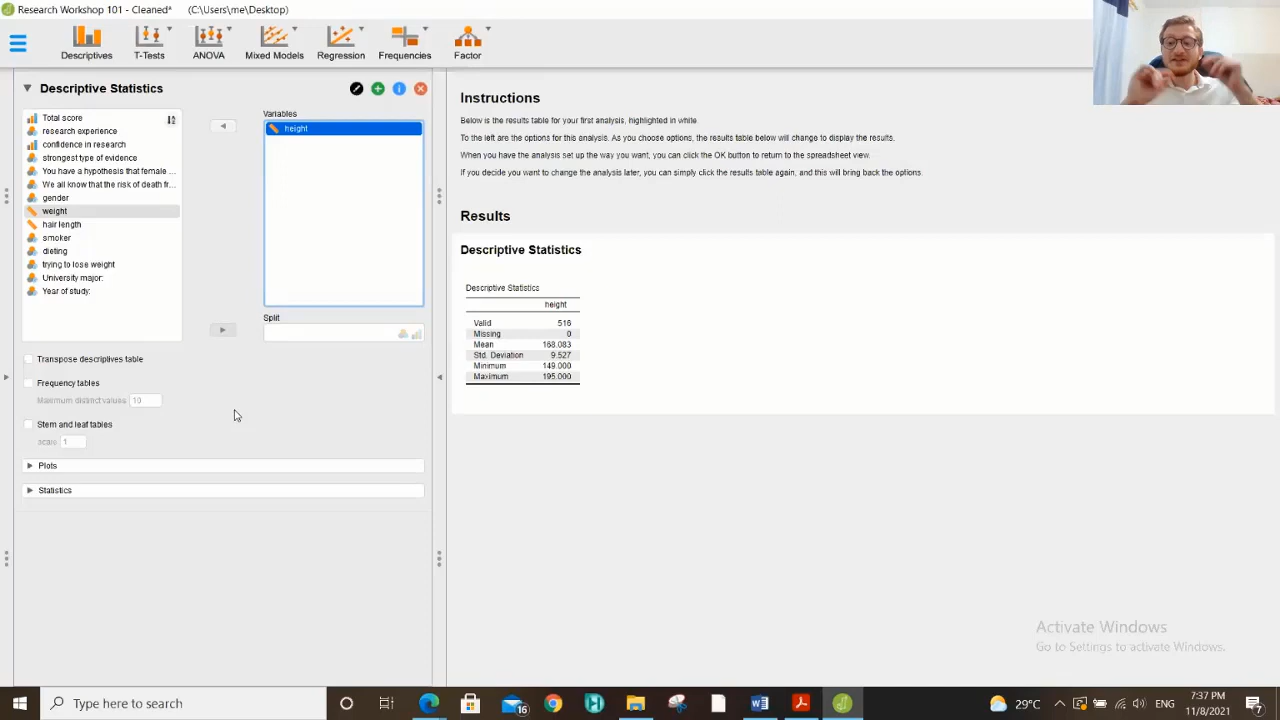 Research Workshop 101 - Cleaned* (C:\Users\me\Desktop)
Descriptives
T-Tests
ANOVA
Mixed Models
Regression
Frequencies
Factor
Descriptive Statistics
Total score
research experience
confidence in research
strongest type of evidence
You have a hypothesis that female ...
We all know that the risk of death fr...
gender
weight
hair length
smoker
dieting
trying to lose weight
University major:
Year of study:
Variables
height
Split
Transpose descriptives table
Frequency tables
Maximum distinct values 10
Stem and leaf tables
Scale 1
Plots
Statistics
Instructions
Below is the results table for your first analysis, highlighted in white
To the left are the options for this analysis. As you choose options, the results table below will change to display the results.
When you have the analysis set up the way you want, you can click the OK button to return to the spreadsheet view.
If you decide you want to change the analysis later, you can simply click the results table again, and this will bring back the options.
Results
Descriptive Statistics
Descriptive Statistics
height
Valid 516
Missing 0
Mean 168.083
Std. Deviation 9.527
Minimum 149.000
Maximum 195.000
Activate Windows
Go to Settings to activate Windows.
Type here to search
16
29°C
7:37 PM
11/8/2021
7